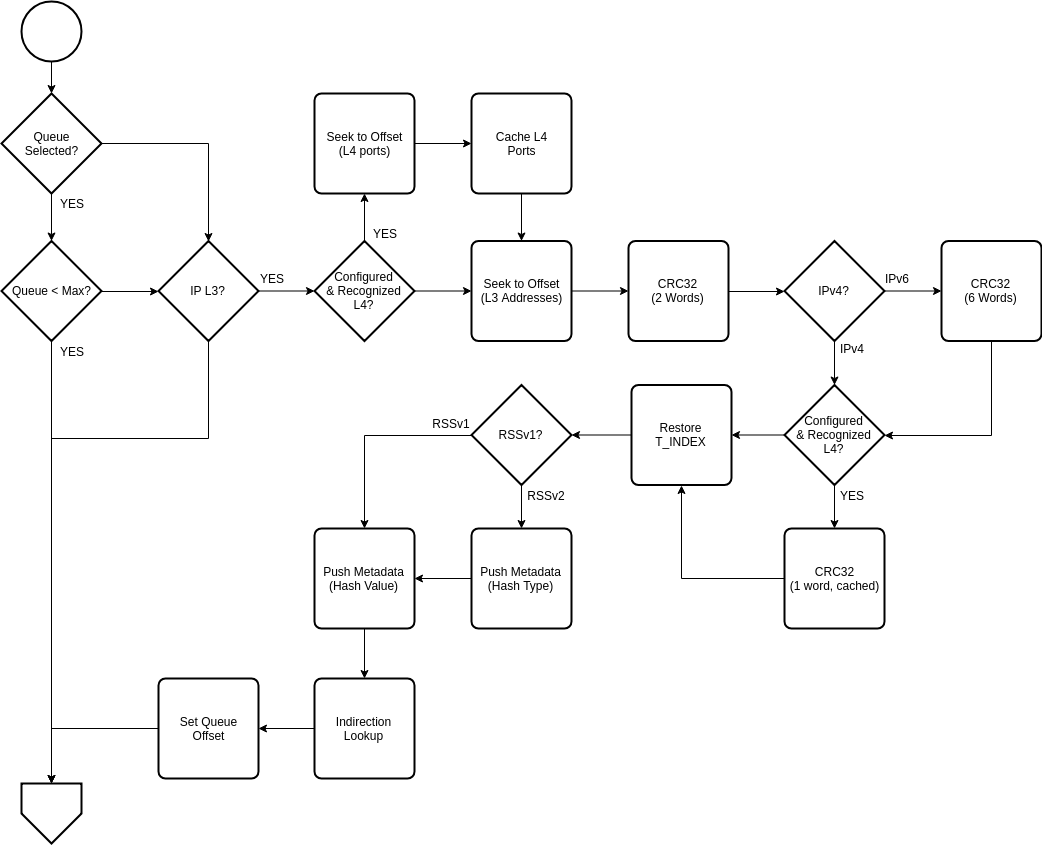 Queue
Selected?
YES
Queue < Max?
YES
IP L3?
YES
Seek to Offset
(L4 ports)
Cache L4
Ports
YES
Configured
& Recognized
L4?
Seek to Offset
(L3 Addresses)
CRC32
(2 Words)
IPv4?
IPv6
CRC32
(6 Words)
IPv4
Configured
& Recognized
L4?
YES
CRC32
(1 word, cached)
Restore
T_INDEX
RSSv1?
RSSv1
RSSv2
Push Metadata
(Hash Type)
Push Metadata
(Hash Value)
Indirection
Lookup
Set Queue
Offset